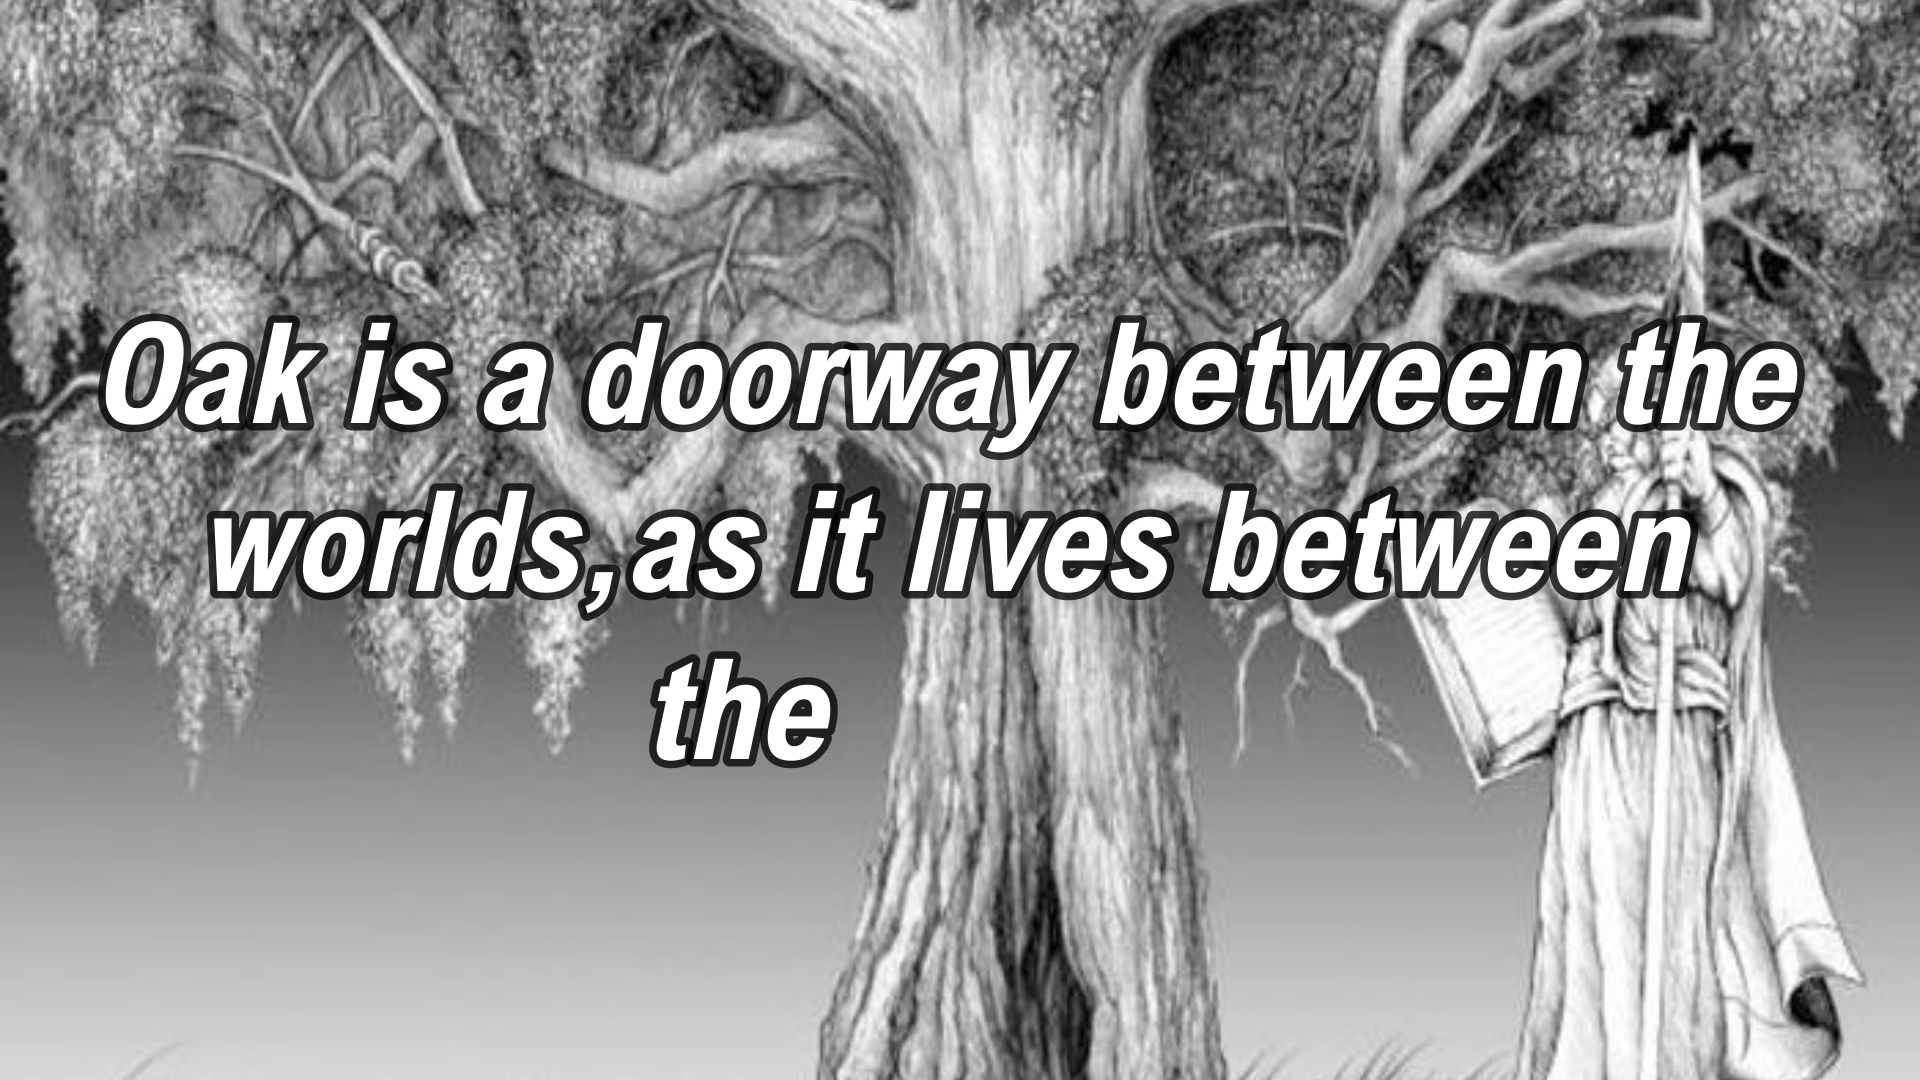 Oak is a doorway between the
worlds,as it lives between
the